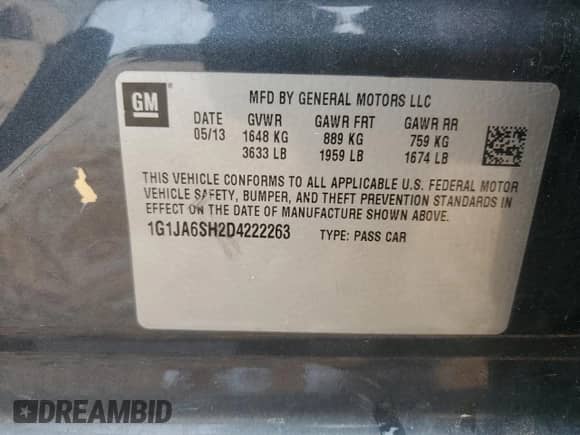 GM
MFD BY GENERAL MOTORS LLC
DATE GVWR GAWR FRT GAWR RR
05/13 1648 KG 889 KG 759 KG
3633 LB 1959 LB 1674 LB
THIS VEHICLE CONFORMS TO ALL APPLICABLE U.S. FEDERAL MOTOR
VEHICLE SAFETY, BUMPER, AND THEFT PREVENTION STANDARDS IN
EFFECT ON THE DATE OF MANUFACTURE SHOWN ABOVE.
1G1JA6SH2D4222263 TYPE: PASS CAR
DREAMBID